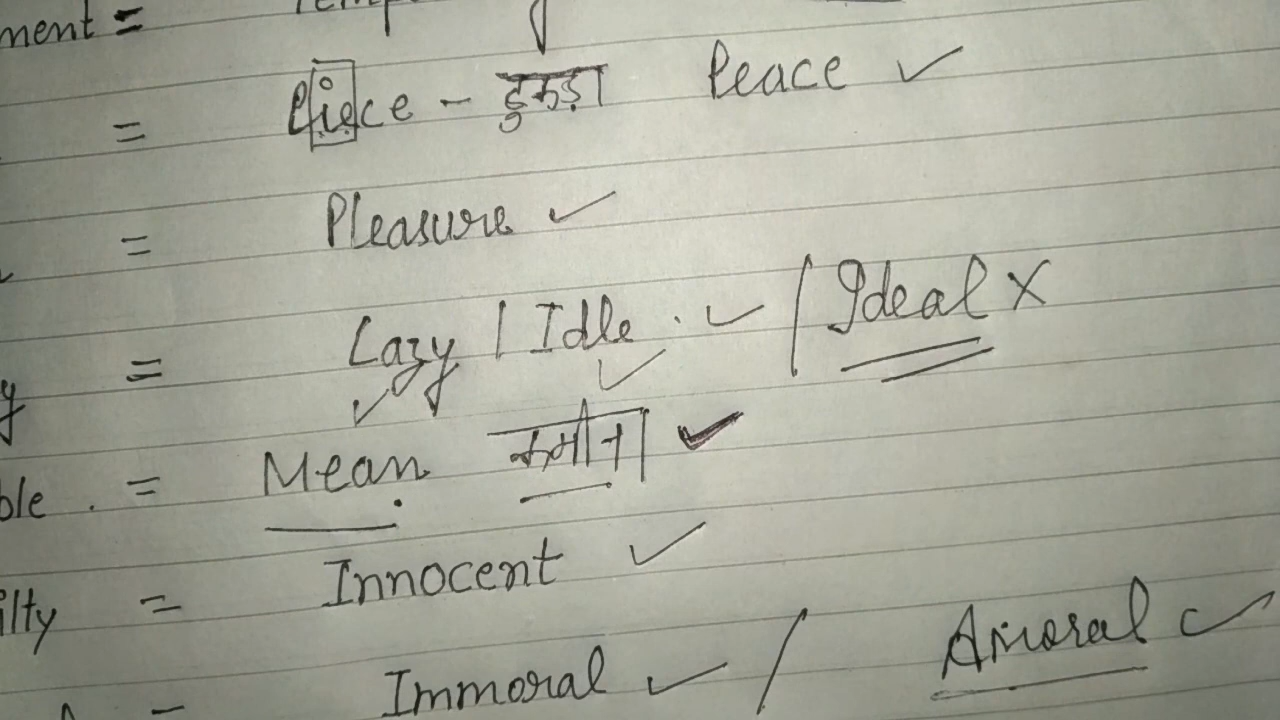 ment =
= Piece - टुकड़ा Peace ✓
= Pleasure ✓
y = Lazy / Idle . ✓ / Ideal X
ble . = Mean कमीना ✓
ilty = Innocent ✓
- Immoral ✓ / Amoral ✓